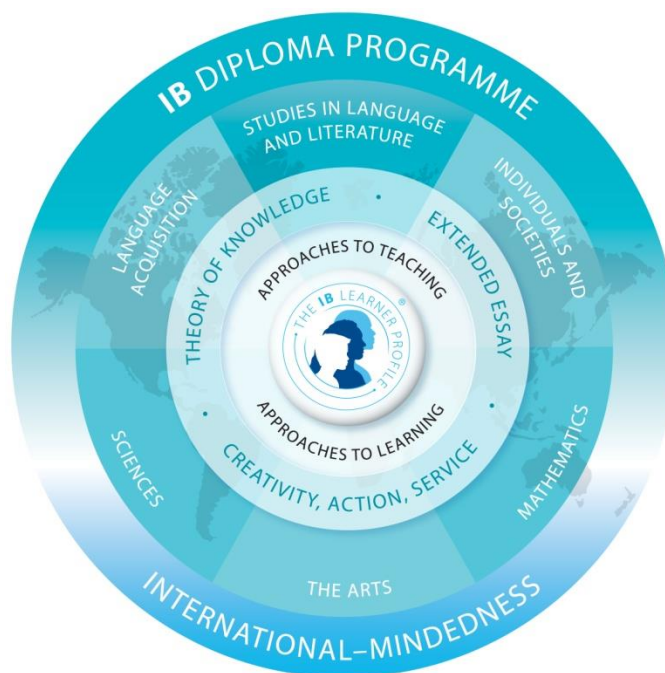 IB DIPLOMA PROGRAMME
STUDIES IN LANGUAGE
AND LITERATURE
INDIVIDUALS AND
SOCIETIES
MATHEMATICS
THE ARTS
SCIENCES
LANGUAGE
ACQUISITION
THEORY OF KNOWLEDGE
EXTENDED ESSAY
CREATIVITY, ACTION, SERVICE
APPROACHES TO TEACHING
APPROACHES TO LEARNING
THE IB LEARNER PROFILE ®
INTERNATIONAL–MINDEDNESS